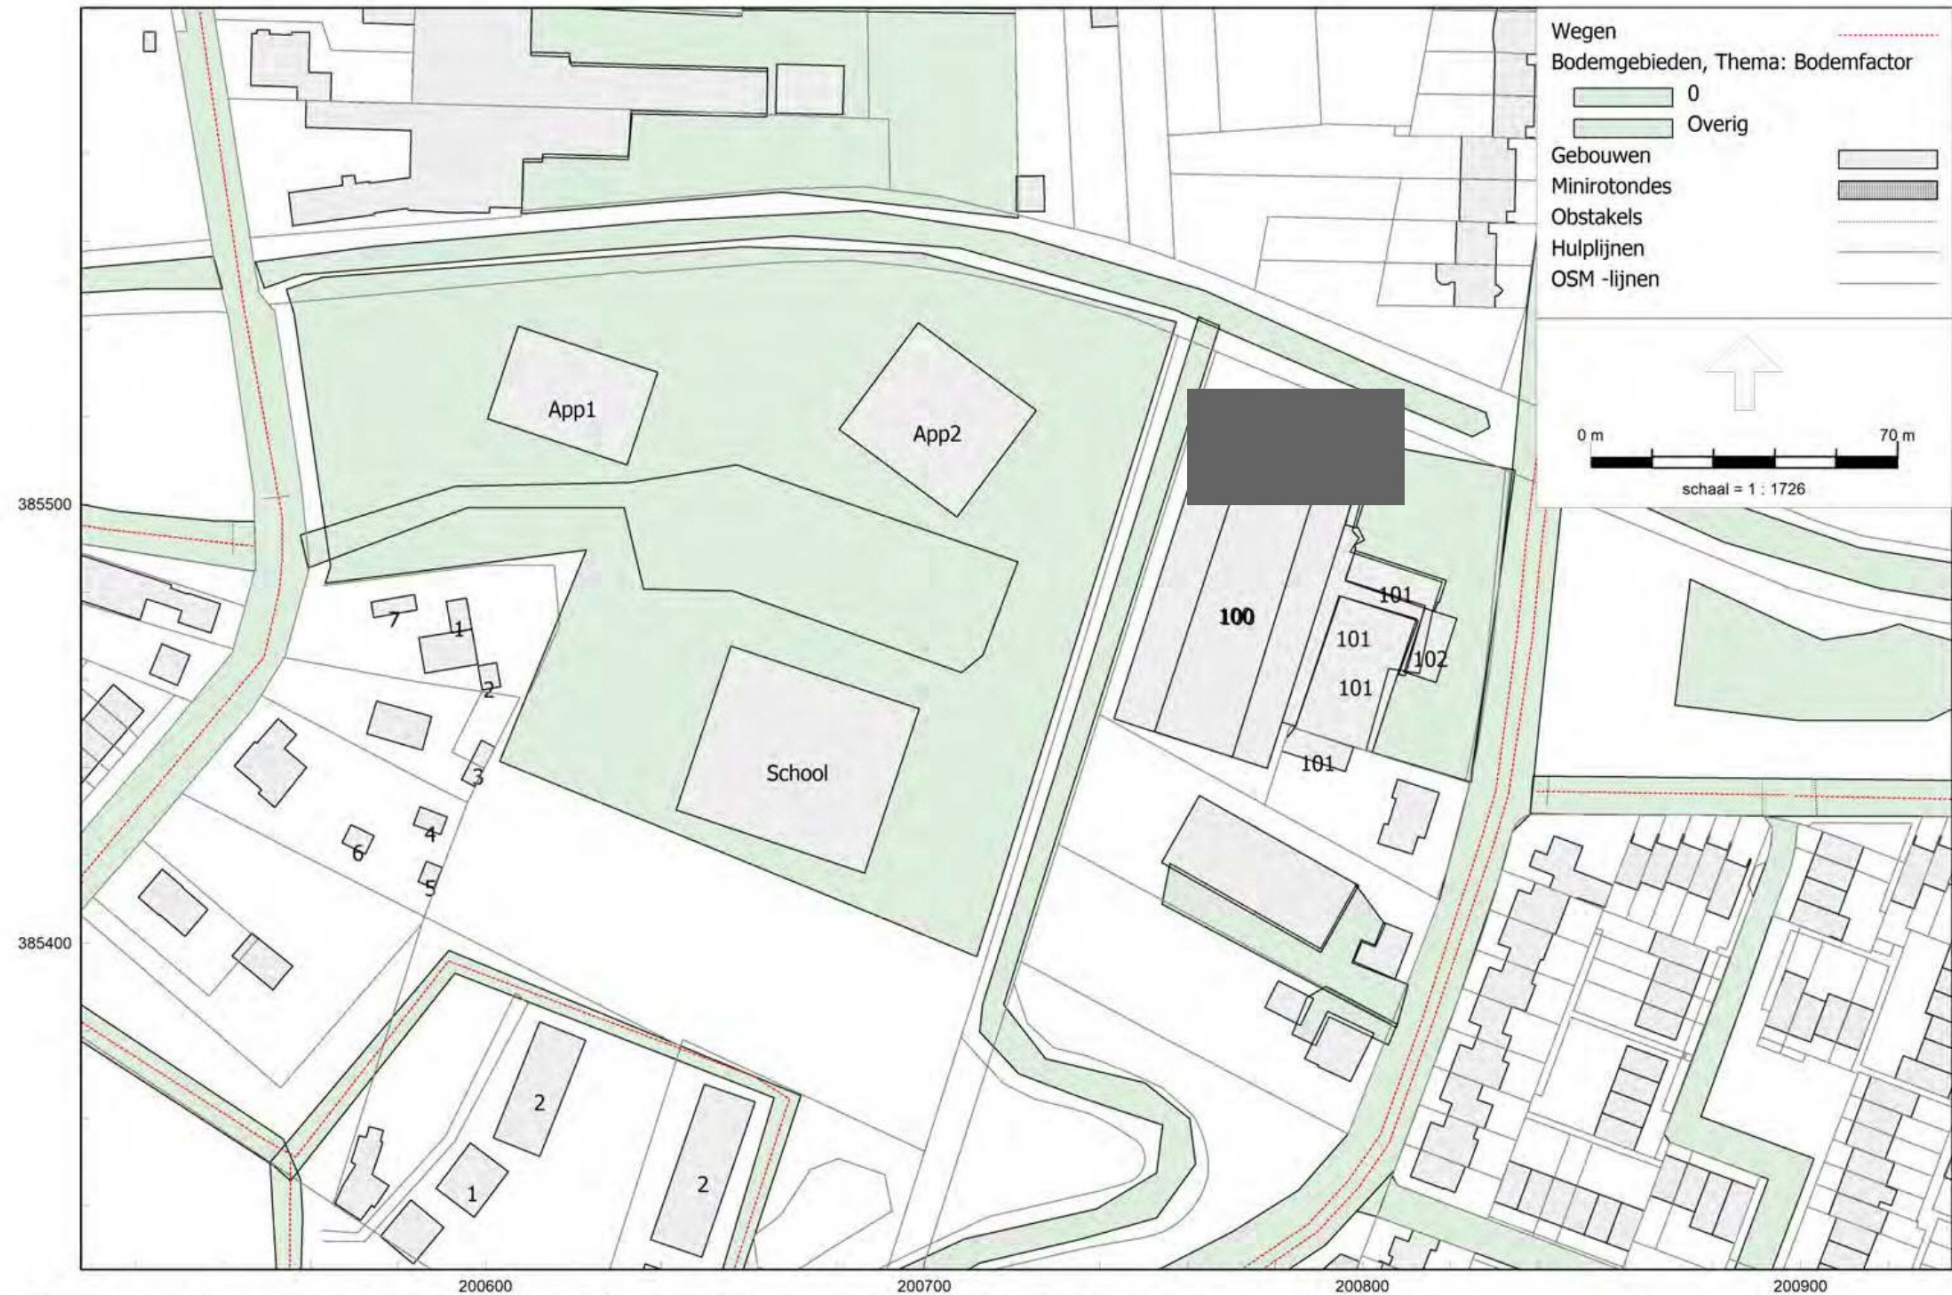 Wegen
Bodemgebieden, Thema: Bodemfactor
0
Overig
Gebouwen
Minirotondes
Obstakels
Hulplijnen
OSM -lijnen
0 m 70 m
schaal = 1 : 1726
App1
App2
385500
101
100
7
1
101
102
2
101
3
101
School
4
6
5
385400
2
2
1
200600 200700 200800 200900